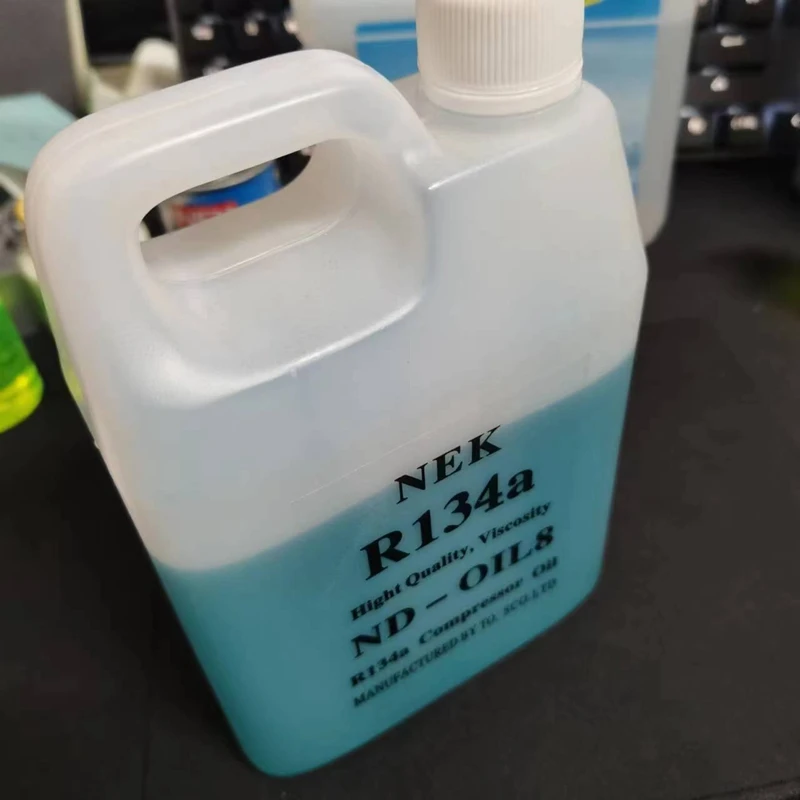 NEK
R134a
Hight Quality, Viscosity
ND-OIL8
R134a Compressor Oil
MANUFACTURED BY TO. SCO.LTD